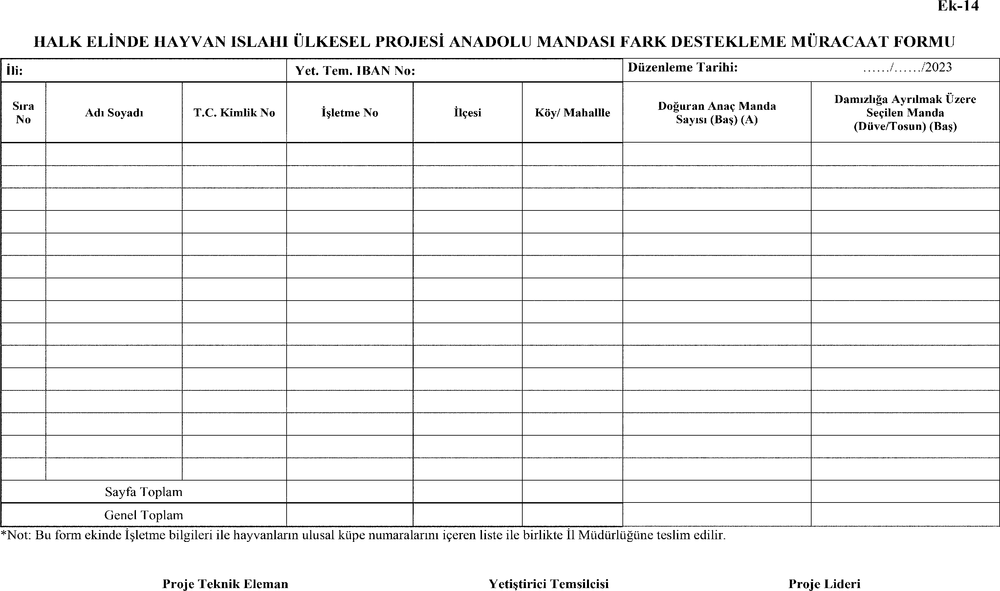 Ek-14
HALK ELİNDE HAYVAN ISLAHI ÜLKESEL PROJESİ ANADOLU MANDASI FARK DESTEKLEME MÜRACAAT FORMU
İli: Yet. Tem. IBAN No: Düzenleme Tarihi: ....../....../2023
Sıra
No
Adı Soyadı
T.C. Kimlik No
İşletme No
İlçesi
Köy/ Mahallle
Doğuran Anaç Manda
Sayısı (Baş) (A)
Damızlığa Ayrılmak Üzere
Seçilen Manda
(Düve/Tosun) (Baş)
Sayfa Toplam
Genel Toplam
*Not: Bu form ekinde İşletme bilgileri ile hayvanların ulusal küpe numaralarını içeren liste ile birlikte İl Müdürlüğüne teslim edilir.
Proje Teknik Eleman Yetiştirici Temsilcisi Proje Lideri